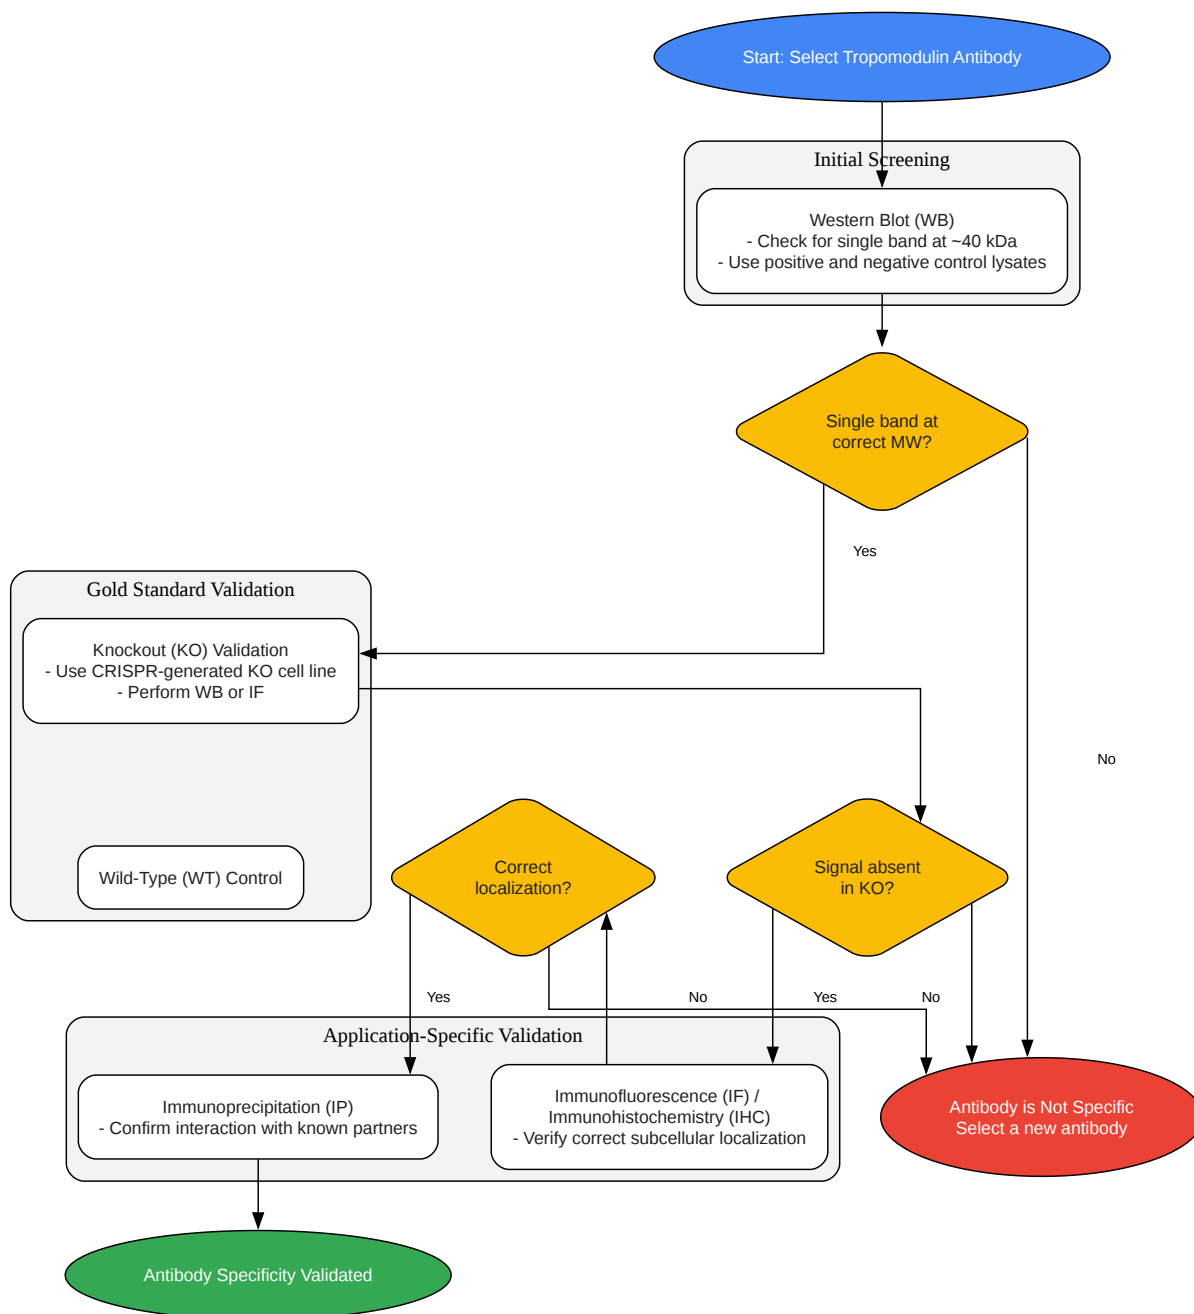 Start: Select Tropomodulin Antibody
Initial Screening
Western Blot (WB)
- Check for single band at ~40 kDa
- Use positive and negative control lysates
Single band at
correct MW?
Yes
No
Gold Standard Validation
Knockout (KO) Validation
- Use CRISPR-generated KO cell line
- Perform WB or IF
Wild-Type (WT) Control
Correct
localization?
Signal absent
in KO?
Yes
No
Yes
No
Application-Specific Validation
Immunoprecipitation (IP)
- Confirm interaction with known partners
Immunofluorescence (IF) /
Immunohistochemistry (IHC)
- Verify correct subcellular localization
Antibody is Not Specific
Select a new antibody
Antibody Specificity Validated